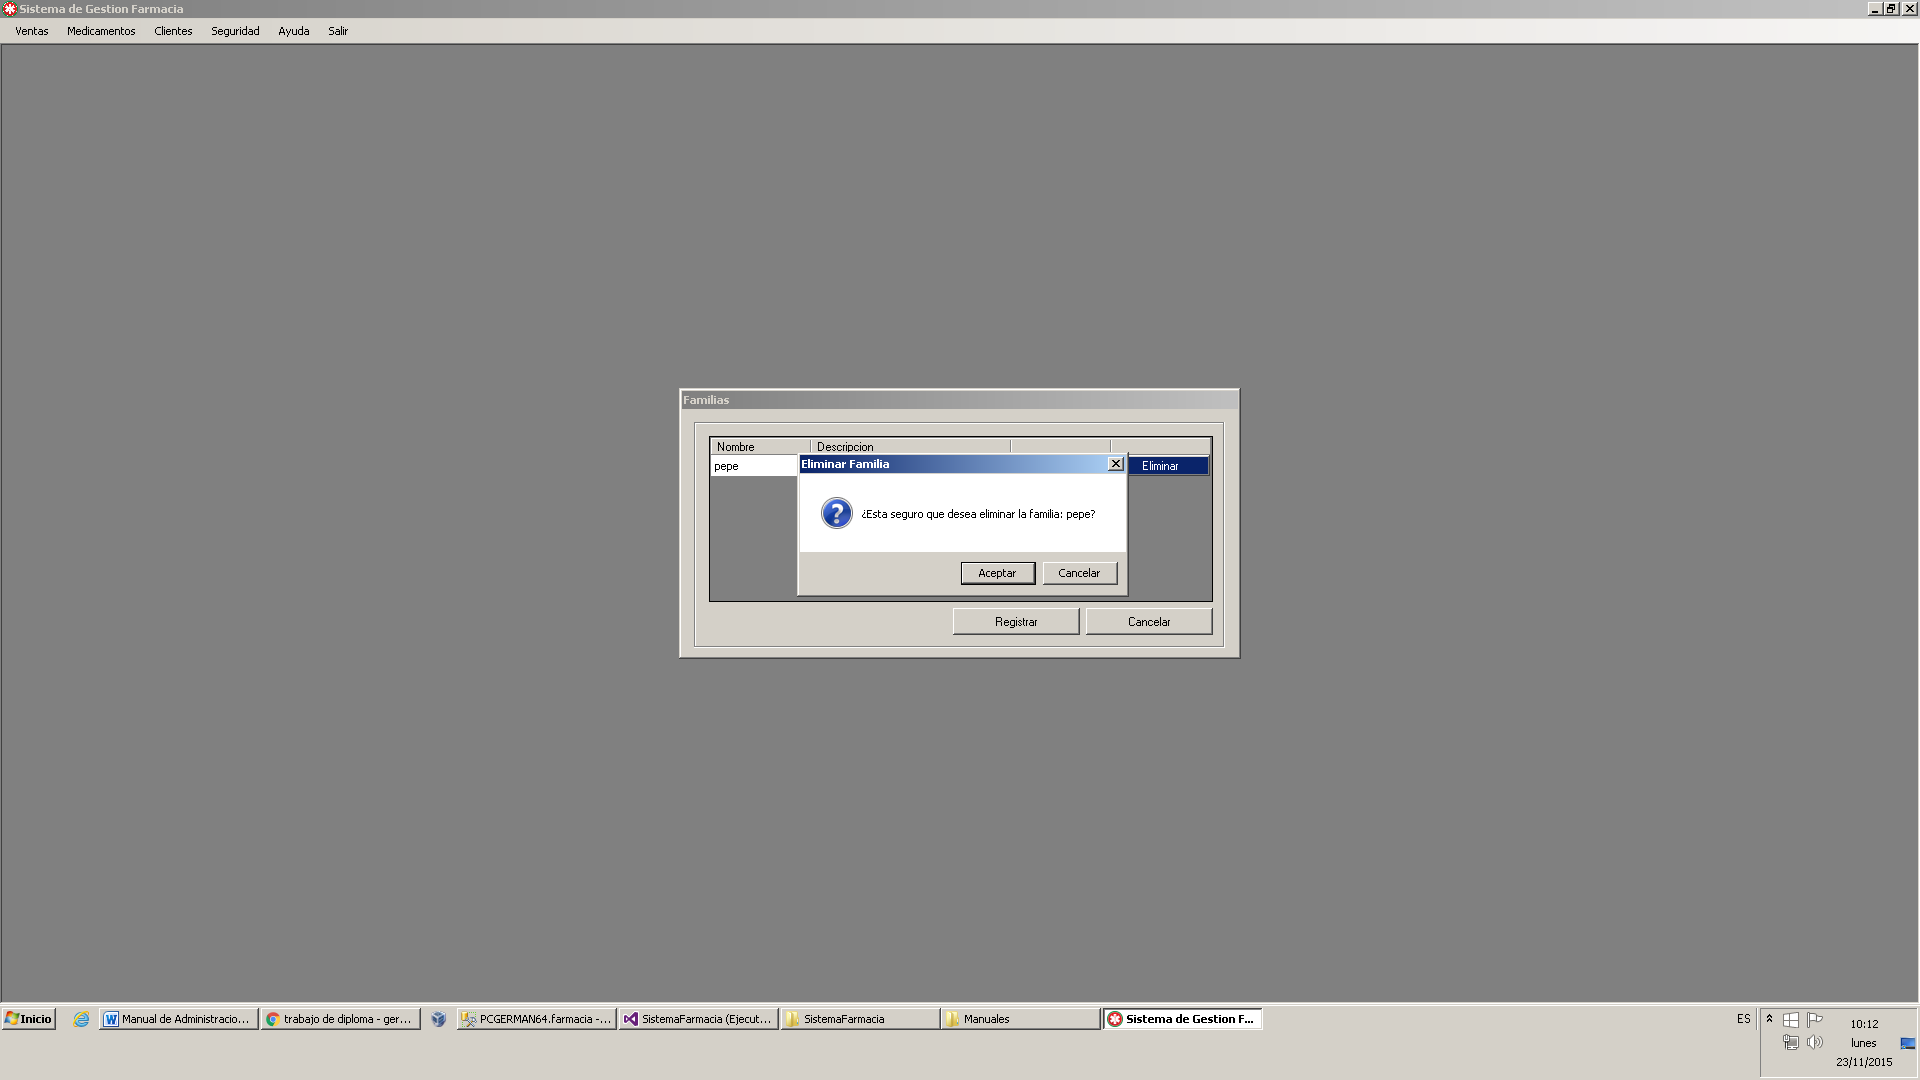 Sistema de Gestion Farmacia
Ventas Medicamentos Clientes Seguridad Ayuda Salir
Familias
Nombre Descripcion
pepe Eliminar
Eliminar Familia
¿Esta seguro que desea eliminar la familia: pepe?
Aceptar Cancelar
Registrar Cancelar
Inicio Manual de Administracio... trabajo de diploma - ger... PCGERMAN64.farmacia -... SistemaFarmacia (Ejecut... SistemaFarmacia Manuales Sistema de Gestion F... ES 10:12
lunes
23/11/2015